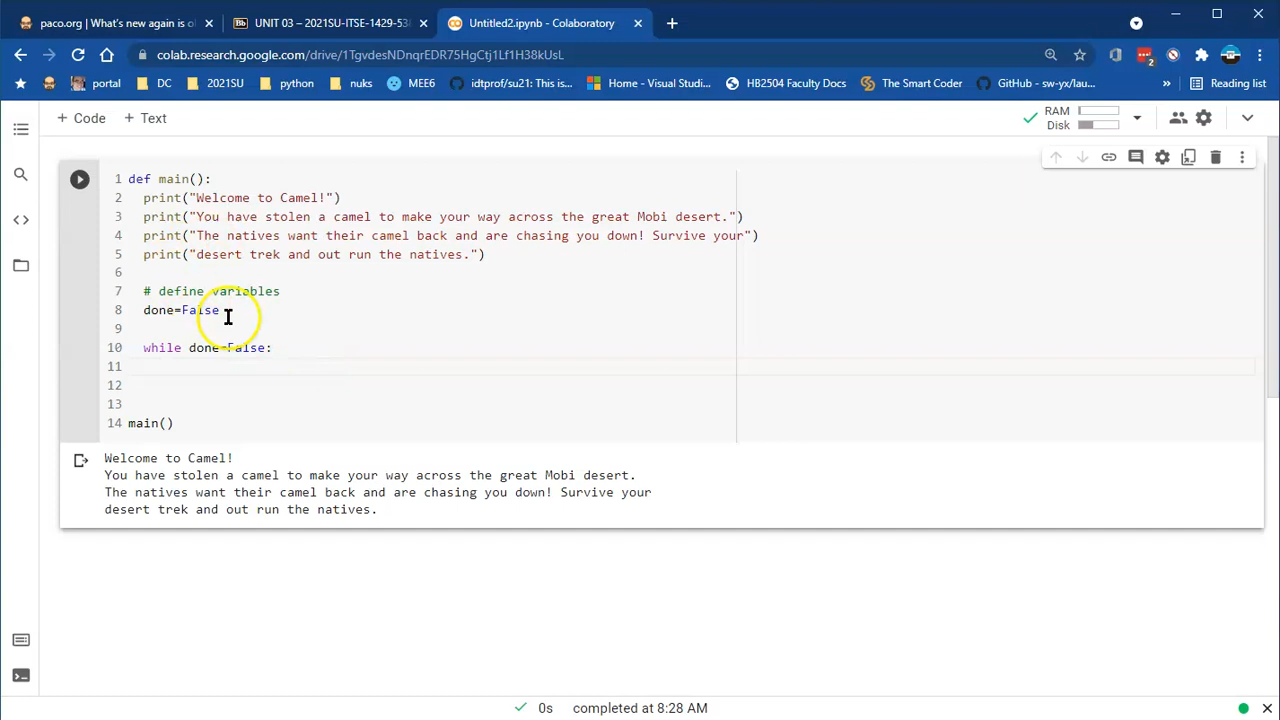 paco.org | What's new again is o
UNIT 03 – 2021SU-ITSE-1429-53
Untitled2.ipynb - Colaboratory
colab.research.google.com/drive/1TgvdesNDnqrEDR75HgCtj1Lf1H38kUsL
portal
DC
2021SU
python
nuks
MEE6
idtprof/su21: This is...
Home - Visual Studi...
HB2504 Faculty Docs
The Smart Coder
GitHub - sw-yx/lau...
Reading list
+ Code
+ Text
RAM
Disk
1 def main():
2 print("Welcome to Camel!")
3 print("You have stolen a camel to make your way across the great Mobi desert.")
4 print("The natives want their camel back and are chasing you down! Survive your")
5 print("desert trek and out run the natives.")
6
7 # define variables
8 done=False
9
10 while done=False:
11
12
13
14 main()
Welcome to Camel!
You have stolen a camel to make your way across the great Mobi desert.
The natives want their camel back and are chasing you down! Survive your
desert trek and out run the natives.
0s completed at 8:28 AM